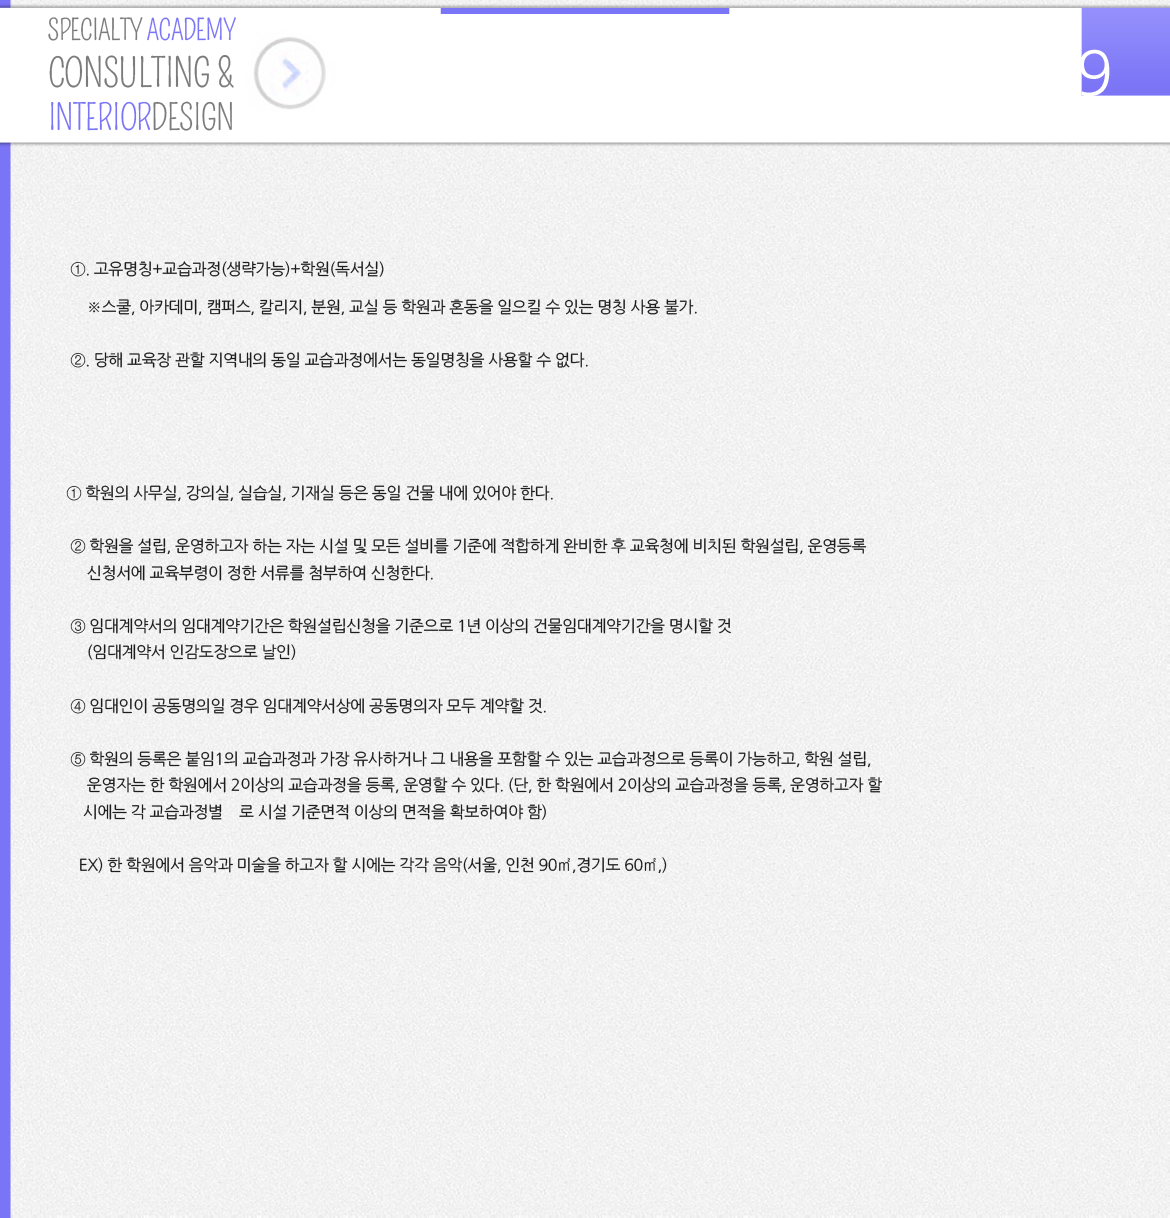 SPECIALTY ACADEMY
CONSULTING &
INTERIORDESIGN
9
①. 고유명칭+교습과정(생략가능)+학원(독서실)
※스쿨, 아카데미, 캠퍼스, 칼리지, 분원, 교실 등 학원과 혼동을 일으킬 수 있는 명칭 사용 불가.
②. 당해 교육장 관할 지역내의 동일 교습과정에서는 동일명칭을 사용할 수 없다.
① 학원의 사무실, 강의실, 실습실, 기재실 등은 동일 건물 내에 있어야 한다.
② 학원을 설립, 운영하고자 하는 자는 시설 및 모든 설비를 기준에 적합하게 완비한 후 교육청에 비치된 학원설립, 운영등록
신청서에 교육부령이 정한 서류를 첨부하여 신청한다.
③ 임대계약서의 임대계약기간은 학원설립신청을 기준으로 1년 이상의 건물임대계약기간을 명시할 것
(임대계약서 인감도장으로 날인)
④ 임대인이 공동명의일 경우 임대계약서상에 공동명의자 모두 계약할 것.
⑤ 학원의 등록은 붙임1의 교습과정과 가장 유사하거나 그 내용을 포함할 수 있는 교습과정으로 등록이 가능하고, 학원 설립,
운영자는 한 학원에서 2이상의 교습과정을 등록, 운영할 수 있다. (단, 한 학원에서 2이상의 교습과정을 등록, 운영하고자 할
시에는 각 교습과정별 로 시설 기준면적 이상의 면적을 확보하여야 함)
EX) 한 학원에서 음악과 미술을 하고자 할 시에는 각각 음악(서울, 인천 90㎡,경기도 60㎡,)